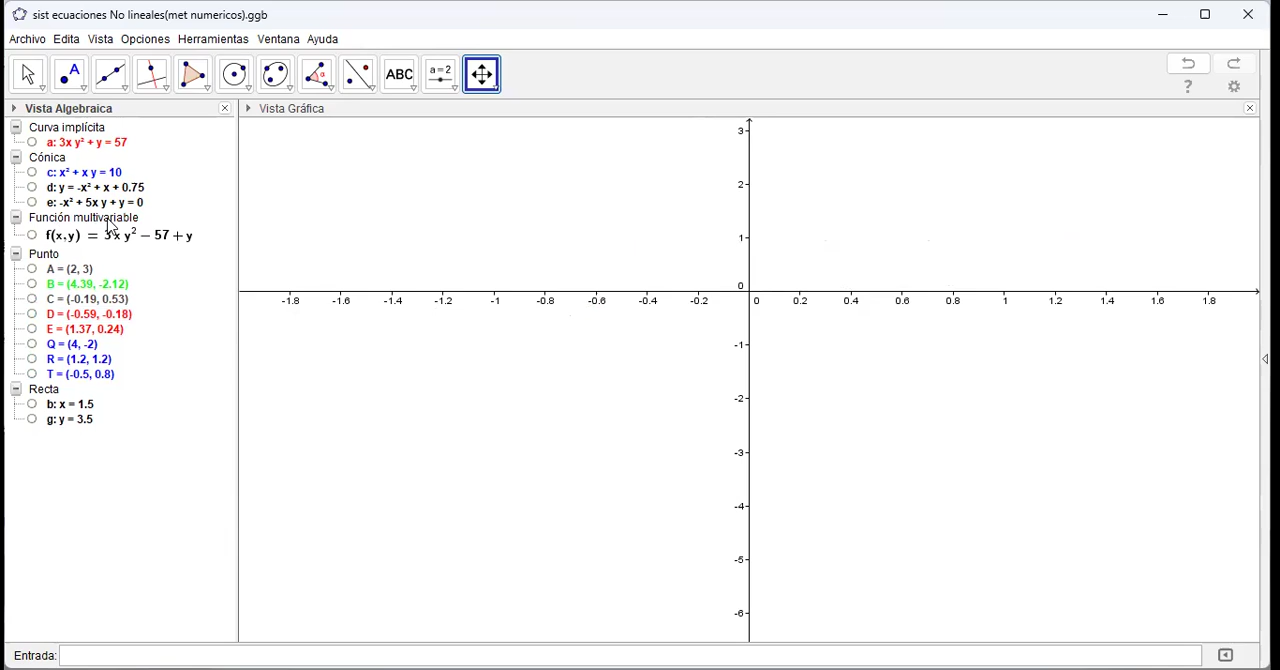 sist ecuaciones No lineales(met numericos).ggb
Archivo Edita Vista Opciones Herramientas Ventana Ayuda
A α ABC a=2 ?
Vista Algebraica
Vista Gráfica
Curva implícita
a: 3x y² + y = 57
Cónica
c: x² + x y = 10
d: y = -x² + x + 0.75
e: -x² + 5x y + y = 0
Función multivariable
f(x,y) = 3 x y² − 57 + y
Punto
A = (2, 3)
B = (4.39, -2.12)
C = (-0.19, 0.53)
D = (-0.59, -0.18)
E = (1.37, 0.24)
Q = (4, -2)
R = (1.2, 1.2)
T = (-0.5, 0.8)
Recta
b: x = 1.5
g: y = 3.5
3
2
1
0
-1.8 -1.6 -1.4 -1.2 -1 -0.8 -0.6 -0.4 -0.2 0 0.2 0.4 0.6 0.8 1 1.2 1.4 1.6 1.8
-1
-2
-3
-4
-5
-6
Entrada: